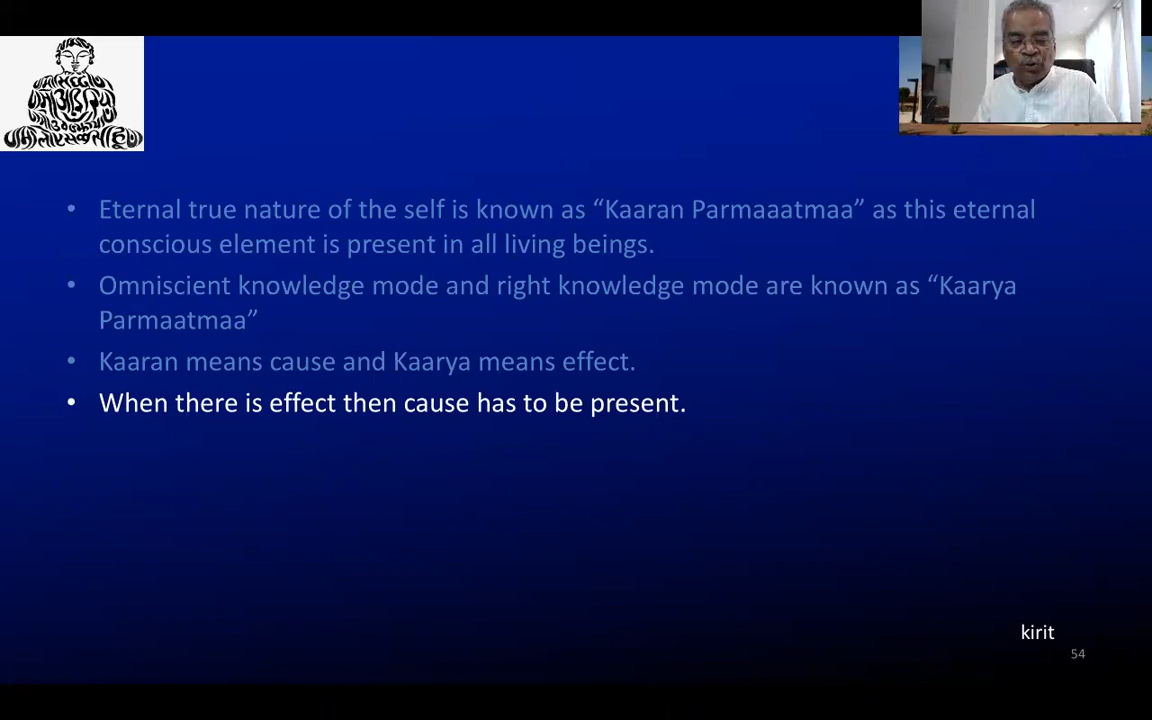 • Eternal true nature of the self is known as “Kaaran Parmaaatmaa” as this eternal
conscious element is present in all living beings.
• Omniscient knowledge mode and right knowledge mode are known as “Kaarya
Parmaatmaa”
• Kaaran means cause and Kaarya means effect.
• When there is effect then cause has to be present.
kirit
54